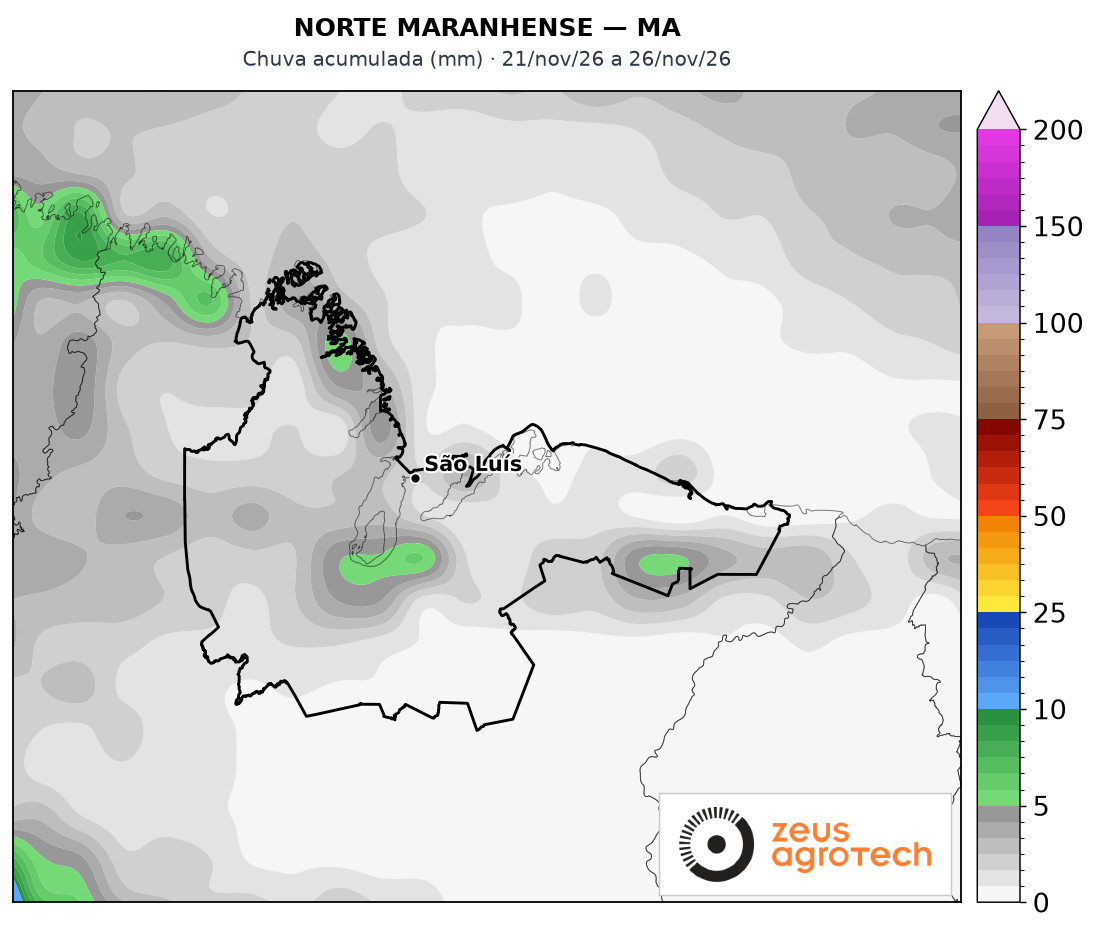 NORTE MARANHENSE — MA
Chuva acumulada (mm) · 21/nov/26 a 26/nov/26
200
150
100
75
50
25
10
5
0
São Luís
zeus
agrotech